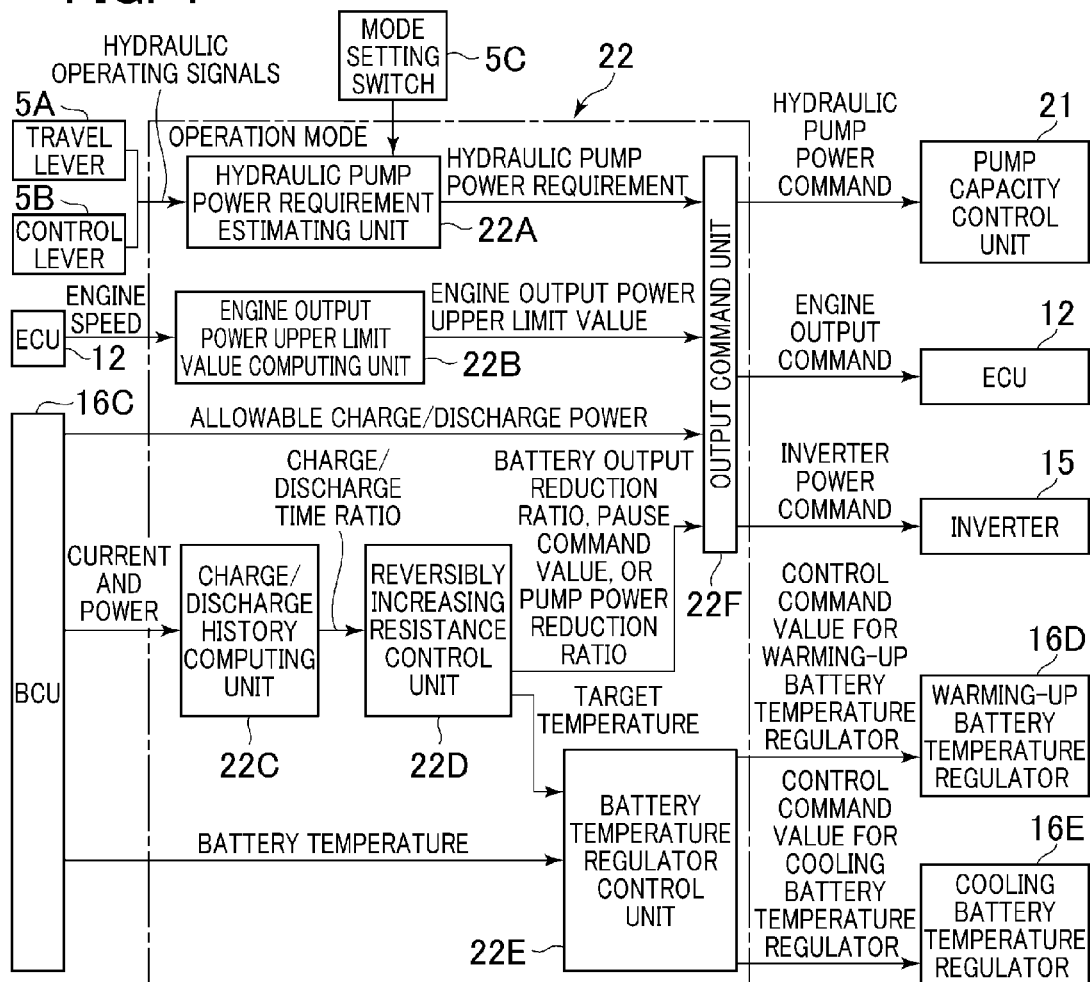 MODE
SETTING
SWITCH
5C
22
HYDRAULIC
OPERATING SIGNALS
5A
TRAVEL
LEVER
5B
CONTROL
LEVER
OPERATION MODE
HYDRAULIC PUMP
POWER REQUIREMENT
ESTIMATING UNIT
22A
HYDRAULIC PUMP
POWER REQUIREMENT
HYDRAULIC
PUMP
POWER
COMMAND
21
PUMP
CAPACITY
CONTROL
UNIT
ENGINE
SPEED
ECU
12
ENGINE OUTPUT
POWER UPPER LIMIT
VALUE COMPUTING UNIT
22B
ENGINE OUTPUT POWER
UPPER LIMIT VALUE
OUTPUT COMMAND UNIT
22F
ENGINE
OUTPUT
COMMAND
12
ECU
16C
BCU
ALLOWABLE CHARGE/DISCHARGE POWER
INVERTER
POWER
COMMAND
15
INVERTER
CURRENT
AND
POWER
CHARGE/
DISCHARGE
HISTORY
COMPUTING
UNIT
22C
CHARGE/
DISCHARGE
TIME RATIO
REVERSIBLY
INCREASING
RESISTANCE
CONTROL
UNIT
22D
BATTERY OUTPUT
REDUCTION
RATIO, PAUSE
COMMAND
VALUE, OR
PUMP POWER
REDUCTION
RATIO
TARGET
TEMPERATURE
BATTERY TEMPERATURE
BATTERY
TEMPERATURE
REGULATOR
CONTROL
UNIT
22E
CONTROL
COMMAND
VALUE FOR
WARMING-UP
BATTERY
TEMPERATURE
REGULATOR
16D
WARMING-UP
BATTERY
TEMPERATURE
REGULATOR
CONTROL
COMMAND
VALUE FOR
COOLING
BATTERY
TEMPERATURE
REGULATOR
16E
COOLING
BATTERY
TEMPERATURE
REGULATOR